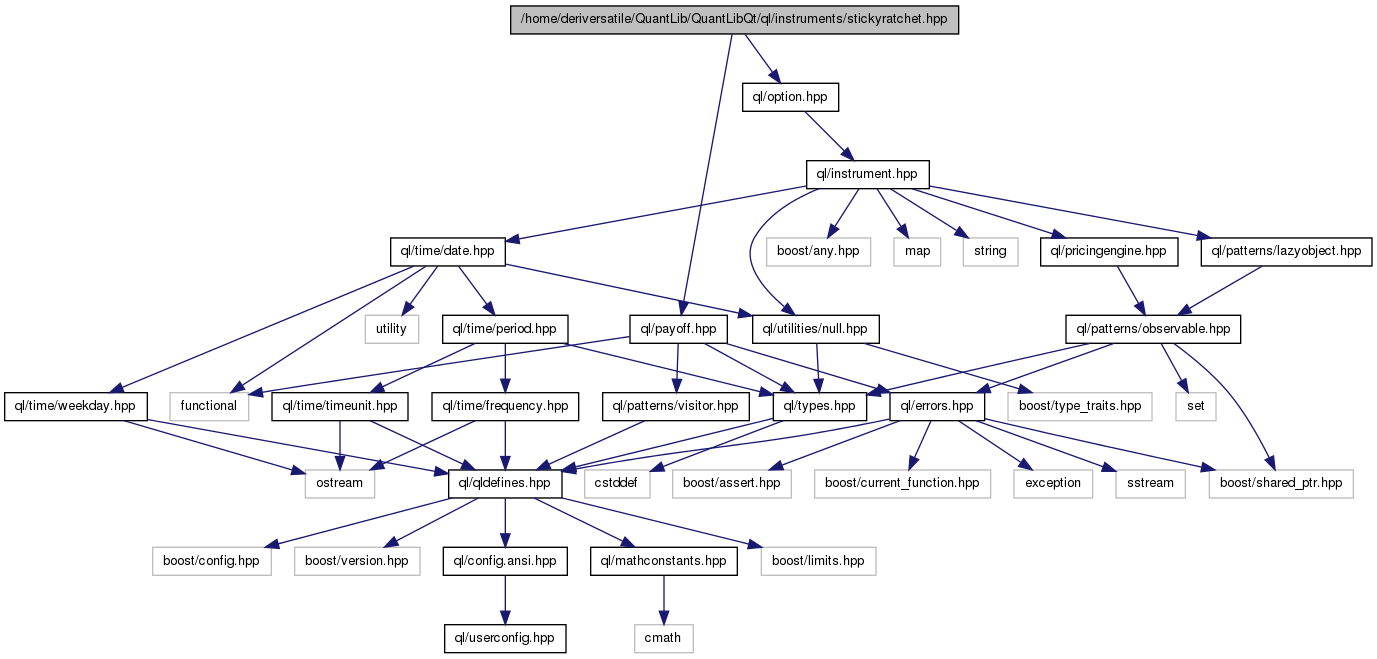 /home/deriversatile/QuantLib/QuantLibQt/ql/instruments/stickyratchet.hpp
ql/option.hpp
ql/instrument.hpp
ql/time/date.hpp
boost/any.hpp
map
string
ql/pricingengine.hpp
ql/patterns/lazyobject.hpp
utility
ql/time/period.hpp
ql/payoff.hpp
ql/utilities/null.hpp
ql/patterns/observable.hpp
ql/time/weekday.hpp
functional
ql/time/timeunit.hpp
ql/time/frequency.hpp
ql/patterns/visitor.hpp
ql/types.hpp
ql/errors.hpp
boost/type_traits.hpp
set
ostream
ql/qldefines.hpp
cstddef
boost/assert.hpp
boost/current_function.hpp
exception
sstream
boost/shared_ptr.hpp
boost/config.hpp
boost/version.hpp
ql/config.ansi.hpp
ql/mathconstants.hpp
boost/limits.hpp
ql/userconfig.hpp
cmath